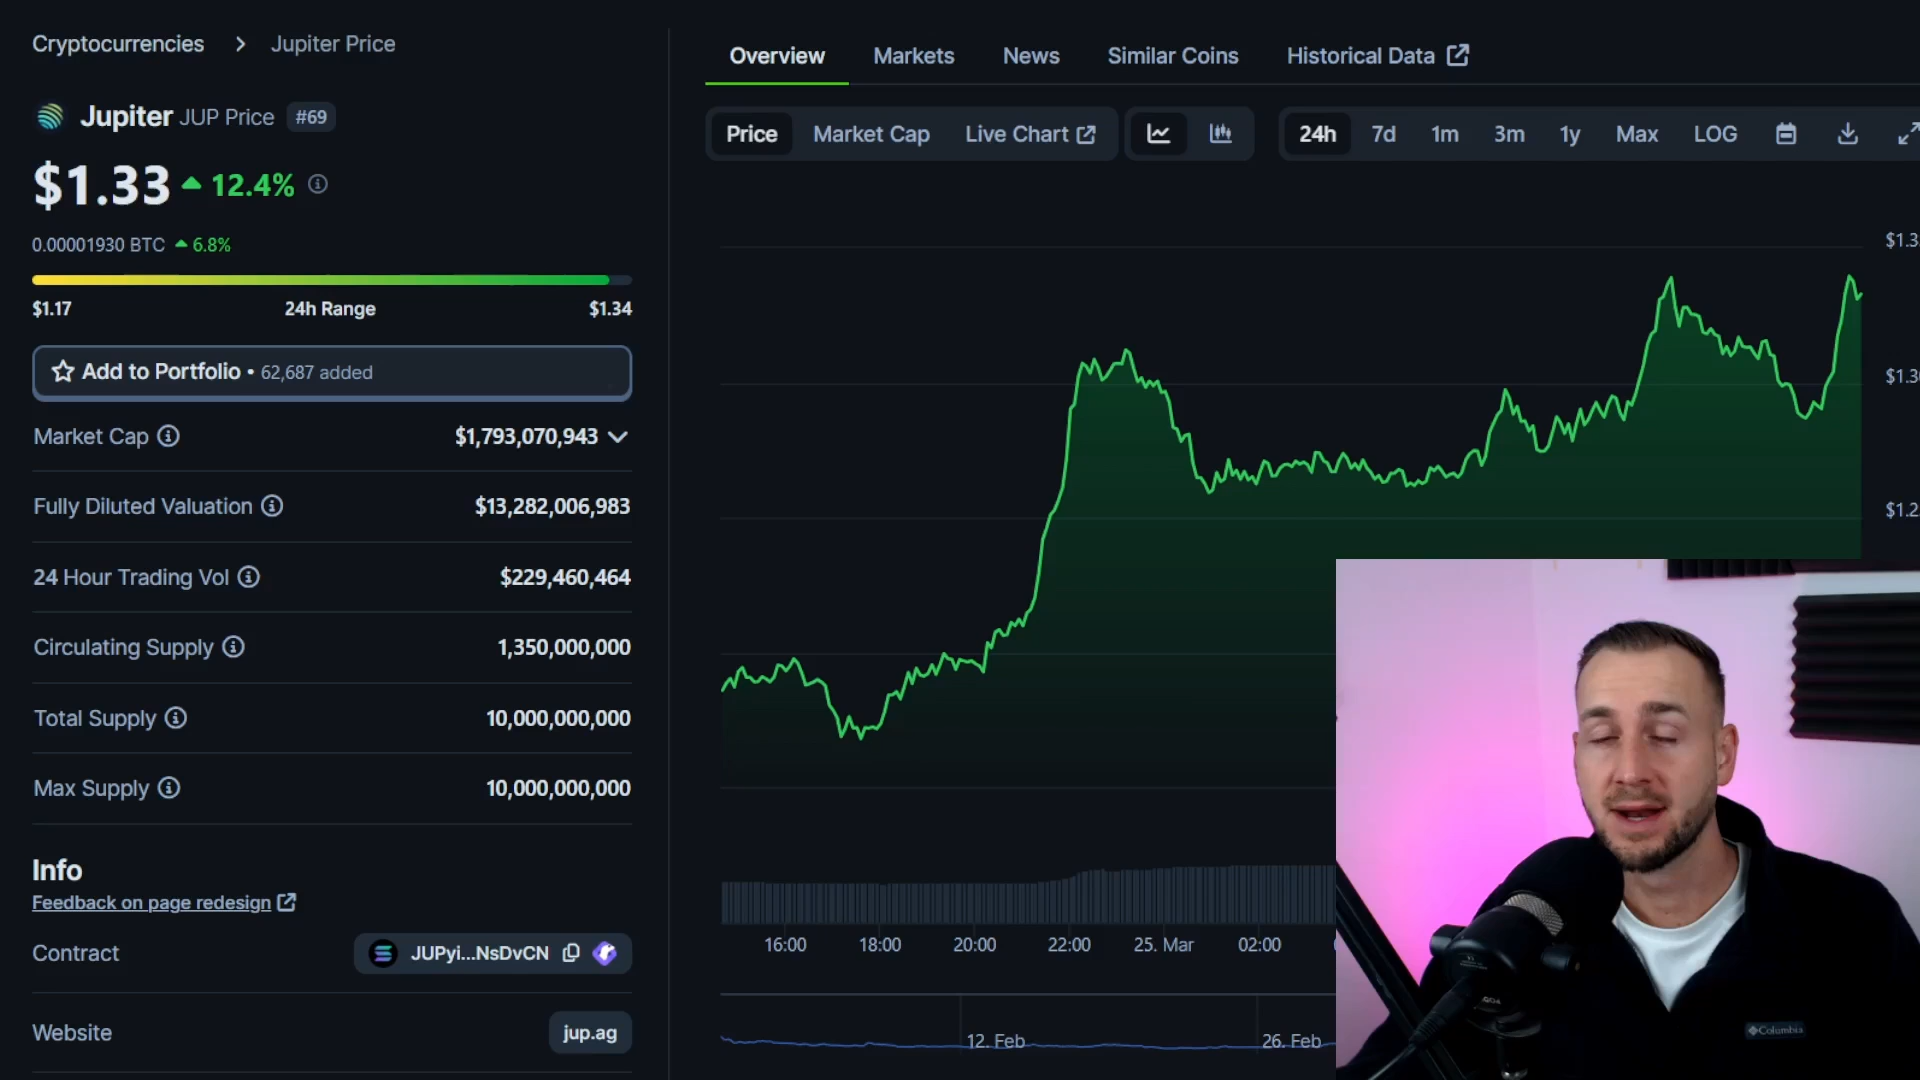 Cryptocurrencies > Jupiter Price
Jupiter JUP Price #69
$1.33 12.4%
0.00001930 BTC 6.8%
$1.17 24h Range $1.34
Add to Portfolio • 62,687 added
Market Cap $1,793,070,943
Fully Diluted Valuation $13,282,006,983
24 Hour Trading Vol $229,460,464
Circulating Supply 1,350,000,000
Total Supply 10,000,000,000
Max Supply 10,000,000,000
Info
Feedback on page redesign
Contract JUPyi...NsDvCN
Website jup.ag
Overview Markets News Similar Coins Historical Data
Price Market Cap Live Chart 24h 7d 1m 3m 1y Max LOG
$1.3
$1.2
16:00 18:00 20:00 22:00 25. Mar 02:00
12. Feb 26. Feb
Columbia